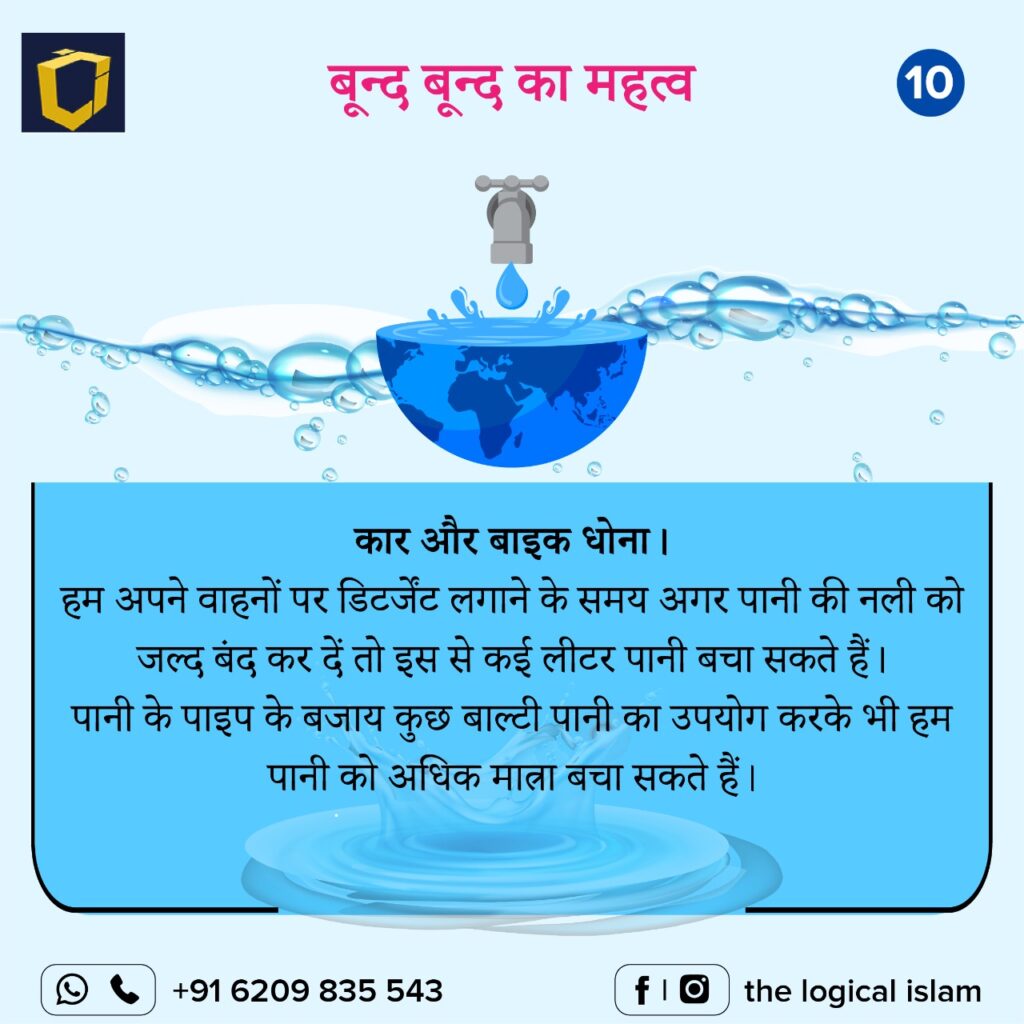 बून्द बून्द का महत्व
10
कार और बाइक धोना।
हम अपने वाहनों पर डिटर्जेंट लगाने के समय अगर पानी की नली को
जल्द बंद कर दें तो इस से कई लीटर पानी बचा सकते हैं।
पानी के पाइप के बजाय कुछ बाल्टी पानी का उपयोग करके भी हम
पानी को अधिक मात्रा बचा सकते हैं।
+91 6209 835 543
the logical islam